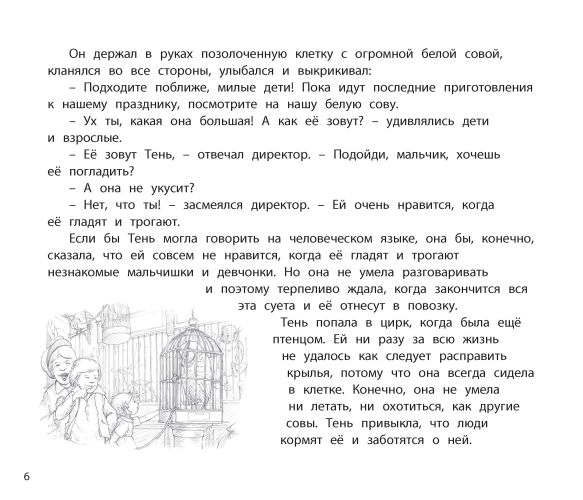 Он держал в руках позолоченную клетку с огромной белой совой,
кланялся во все стороны, улыбался и выкрикивал:
– Подходите поближе, милые дети! Пока идут последние приготовления
к нашему празднику, посмотрите на нашу белую сову.
– Ух ты, какая она большая! А как её зовут? – удивлялись дети
и взрослые.
– Её зовут Тень, – отвечал директор. – Подойди, мальчик, хочешь
её погладить?
– А она не укусит?
– Нет, что ты! – засмеялся директор. – Ей очень нравится, когда
её гладят и трогают.
Если бы Тень могла говорить на человеческом языке, она бы, конечно,
сказала, что ей совсем не нравится, когда её гладят и трогают
незнакомые мальчишки и девчонки. Но она не умела разговаривать
и поэтому терпеливо ждала, когда закончится вся
эта суета и её отнесут в повозку.
Тень попала в цирк, когда была ещё
птенцом. Ей ни разу за всю жизнь
не удалось как следует расправить
крылья, потому что она всегда сидела
в клетке. Конечно, она не умела
ни летать, ни охотиться, как другие
совы. Тень привыкла, что люди
кормят её и заботятся о ней.
6